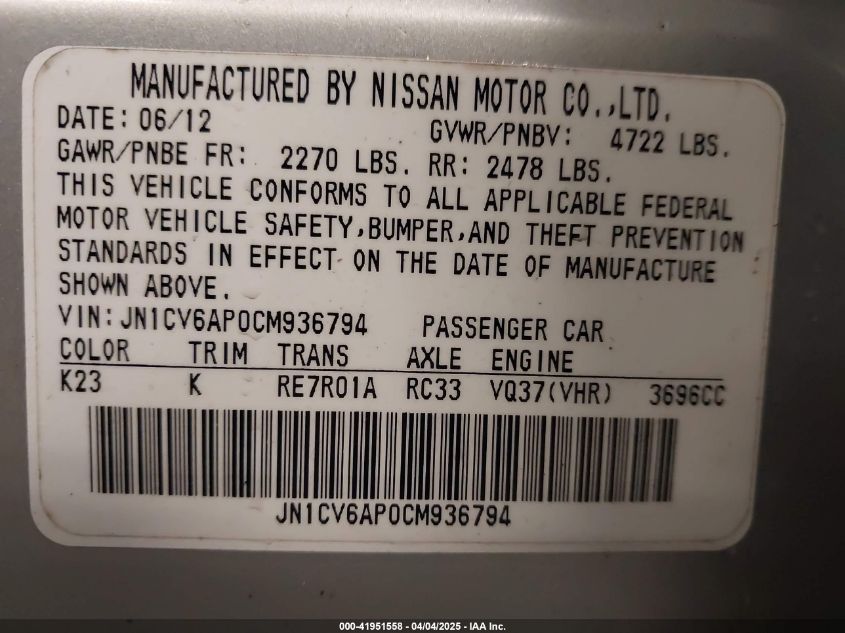 MANUFACTURED BY NISSAN MOTOR CO.,LTD.
DATE: 06/12 GVWR/PNBV: 4722 LBS.
GAWR/PNBE FR: 2270 LBS. RR: 2478 LBS.
THIS VEHICLE CONFORMS TO ALL APPLICABLE FEDERAL
MOTOR VEHICLE SAFETY,BUMPER,AND THEFT PREVENTION
STANDARDS IN EFFECT ON THE DATE OF MANUFACTURE
SHOWN ABOVE.
VIN:JN1CV6AP0CM936794 PASSENGER CAR
COLOR TRIM TRANS AXLE ENGINE
K23 K RE7R01A RC33 VQ37(VHR) 3696CC
JN1CV6AP0CM936794
000-41951558 - 04/04/2025 - IAA Inc.